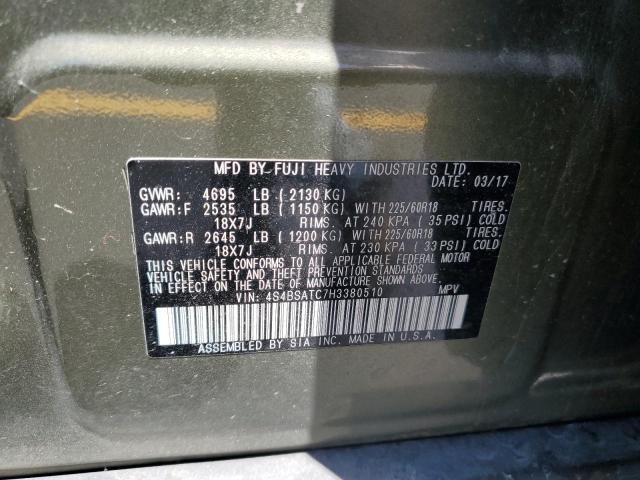 MFD BY FUJI HEAVY INDUSTRIES LTD.
DATE: 03/17
GVWR: 4695 LB (2130 KG)
GAWR:F 2535 LB (1150 KG) WITH 225/60R18 TIRES.
18X7J RIMS. AT 240 KPA (35 PSI) COLD
GAWR:R 2645 LB (1200 KG) WITH 225/60R18 TIRES.
18X7J RIMS. AT 230 KPA (33 PSI) COLD
THIS VEHICLE CONFORMS TO ALL APPLICABLE FEDERAL MOTOR
VEHICLE SAFETY, BUMPER, AND THEFT PREVENTION STANDARDS
IN EFFECT ON THE DATE OF MANUFACTURE SHOWN ABOVE.
VIN: 4S4BSATC7H3380510 MPV
ASSEMBLED BY SIA INC. MADE IN U.S.A.